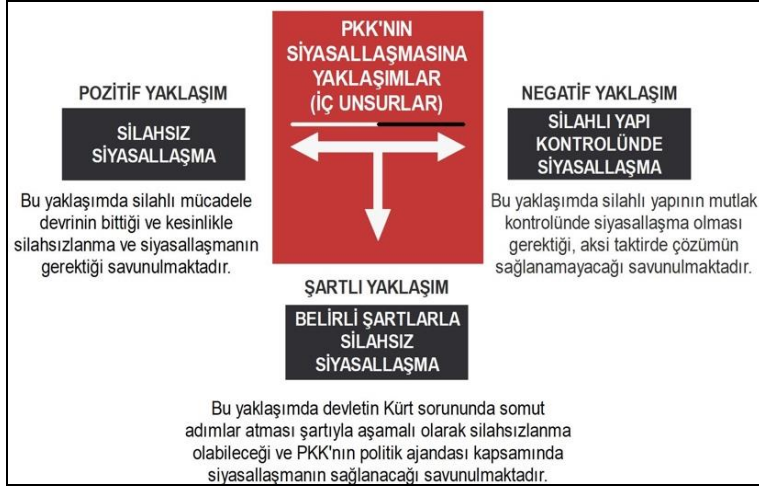 PKK'NIN
SİYASALLAŞMASINA
YAKLAŞIMLAR
(İÇ UNSURLAR)
POZİTİF YAKLAŞIM
SİLAHSIZ
SİYASALLAŞMA
Bu yaklaşımda silahlı mücadele
devrinin bittiği ve kesinlikle
silahsızlanma ve siyasallaşmanın
gerektiği savunulmaktadır.
NEGATİF YAKLAŞIM
SİLAHLI YAPI
KONTROLÜNDE
SİYASALLAŞMA
Bu yaklaşımda silahlı yapının mutlak
kontrolünde siyasallaşma olması
gerektiği, aksi taktirde çözümün
sağlanamayacağı savunulmaktadır.
ŞARTLI YAKLAŞIM
BELİRLİ ŞARTLARLA
SİLAHSIZ
SİYASALLAŞMA
Bu yaklaşımda devletin Kürt sorununda somut
adımlar atması şartıyla aşamalı olarak silahsızlanma
olabileceği ve PKK'nın politik ajandası kapsamında
siyasallaşmanın sağlanacağı savunulmaktadır.